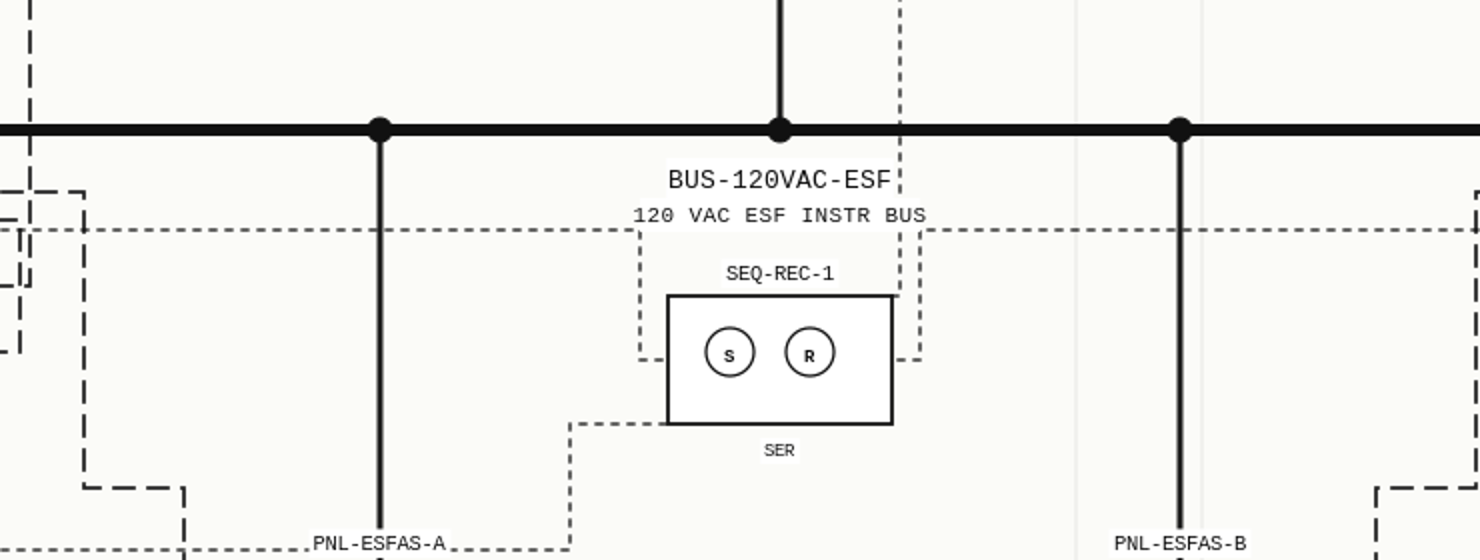 BUS-120VAC-ESF
120 VAC ESF INSTR BUS
SEQ-REC-1
S R
SER
PNL-ESFAS-A PNL-ESFAS-B